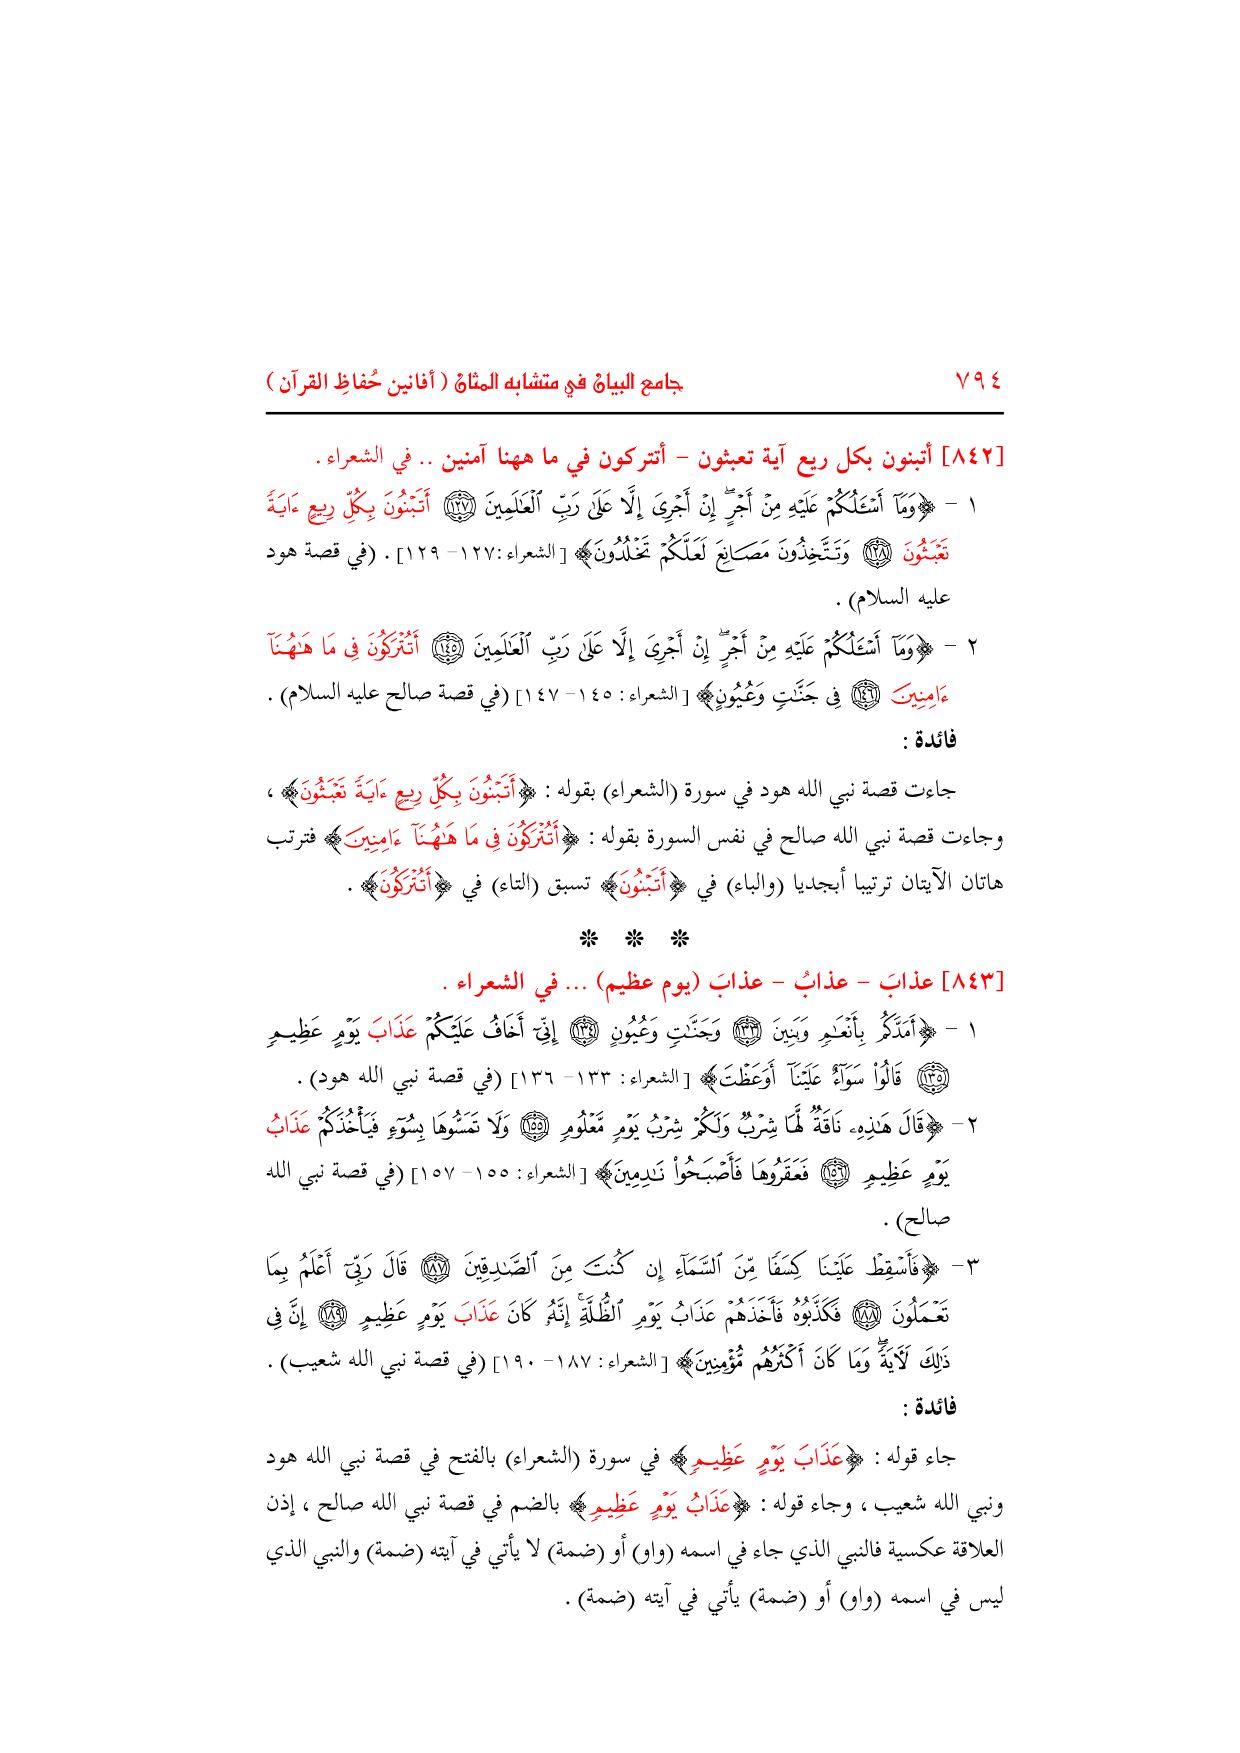 ٧٩٤ جامع البيان في متشابه المثان ( أفانين حُفاظِ القرآن )
[٨٤٢] أتبنون بكل ريع آية تعبثون – أتتركون في ما ههنا آمنين .. في الشعراء .
١ – ﴿وَمَآ أَسۡـَٔلُكُمۡ عَلَيۡهِ مِنۡ أَجۡرٍۖ إِنۡ أَجۡرِيَ إِلَّا عَلَىٰ رَبِّ ٱلۡعَٰلَمِينَ ١٢٧ أَتَبۡنُونَ بِكُلِّ رِيعٍ ءَايَةٗ
تَعۡبَثُونَ ١٢٨ وَتَتَّخِذُونَ مَصَانِعَ لَعَلَّكُمۡ تَخۡلُدُونَ﴾ [الشعراء:١٢٧– ١٢٩] . (في قصة هود
عليه السلام) .
٢ – ﴿وَمَآ أَسۡـَٔلُكُمۡ عَلَيۡهِ مِنۡ أَجۡرٍۖ إِنۡ أَجۡرِيَ إِلَّا عَلَىٰ رَبِّ ٱلۡعَٰلَمِينَ ١٤٥ أَتُتۡرَكُونَ فِي مَا هَٰهُنَآ
ءَامِنِينَ ١٤٦ فِي جَنَّٰتٖ وَعُيُونٖ﴾ [الشعراء: ١٤٥– ١٤٧] (في قصة صالح عليه السلام) .
فائدة :
جاءت قصة نبي الله هود في سورة (الشعراء) بقوله : ﴿أَتَبۡنُونَ بِكُلِّ رِيعٍ ءَايَةٗ تَعۡبَثُونَ﴾ ،
وجاءت قصة نبي الله صالح في نفس السورة بقوله : ﴿أَتُتۡرَكُونَ فِي مَا هَٰهُنَآ ءَامِنِينَ﴾ فترتب
هاتان الآيتان ترتيبا أبجديا (والباء) في ﴿أَتَبۡنُونَ﴾ تسبق (التاء) في ﴿أَتُتۡرَكُونَ﴾ .
❊ ❊ ❊
[٨٤٣] عذابَ – عذابُ – عذابَ (يوم عظيم) ... في الشعراء .
١ – ﴿أَمَدَّكُم بِأَنۡعَٰمٖ وَبَنِينَ ١٣٣ وَجَنَّٰتٖ وَعُيُونٍ ١٣٤ إِنِّيٓ أَخَافُ عَلَيۡكُمۡ عَذَابَ يَوۡمٍ عَظِيمٖ
١٣٥ قَالُواْ سَوَآءٌ عَلَيۡنَآ أَوَعَظۡتَ﴾ [الشعراء: ١٣٣– ١٣٦] (في قصة نبي الله هود) .
٢– ﴿قَالَ هَٰذِهِۦ نَاقَةٞ لَّهَا شِرۡبٞ وَلَكُمۡ شِرۡبُ يَوۡمٖ مَّعۡلُومٖ ١٥٥ وَلَا تَمَسُّوهَا بِسُوٓءٖ فَيَأۡخُذَكُمۡ عَذَابُ
يَوۡمٍ عَظِيمٖ ١٥٦ فَعَقَرُوهَا فَأَصۡبَحُواْ نَٰدِمِينَ﴾ [الشعراء: ١٥٥– ١٥٧] (في قصة نبي الله
صالح) .
٣– ﴿فَأَسۡقِطۡ عَلَيۡنَا كِسَفٗا مِّنَ ٱلسَّمَآءِ إِن كُنتَ مِنَ ٱلصَّٰدِقِينَ ١٨٧ قَالَ رَبِّيٓ أَعۡلَمُ بِمَا
تَعۡمَلُونَ ١٨٨ فَكَذَّبُوهُ فَأَخَذَهُمۡ عَذَابُ يَوۡمِ ٱلظُّلَّةِۚ إِنَّهُۥ كَانَ عَذَابَ يَوۡمٍ عَظِيمٍ ١٨٩ إِنَّ فِي
ذَٰلِكَ لَأٓيَةٗۖ وَمَا كَانَ أَكۡثَرُهُم مُّؤۡمِنِينَ﴾ [الشعراء: ١٨٧– ١٩٠] (في قصة نبي الله شعيب) .
فائدة :
جاء قوله : ﴿عَذَابَ يَوۡمٍ عَظِيمٖ﴾ في سورة (الشعراء) بالفتح في قصة نبي الله هود
ونبي الله شعيب ، وجاء قوله : ﴿عَذَابُ يَوۡمٍ عَظِيمٖ﴾ بالضم في قصة نبي الله صالح ، إذن
العلاقة عكسية فالنبي الذي جاء في اسمه (واو) أو (ضمة) لا يأتي في آيته (ضمة) والنبي الذي
ليس في اسمه (واو) أو (ضمة) يأتي في آيته (ضمة) .